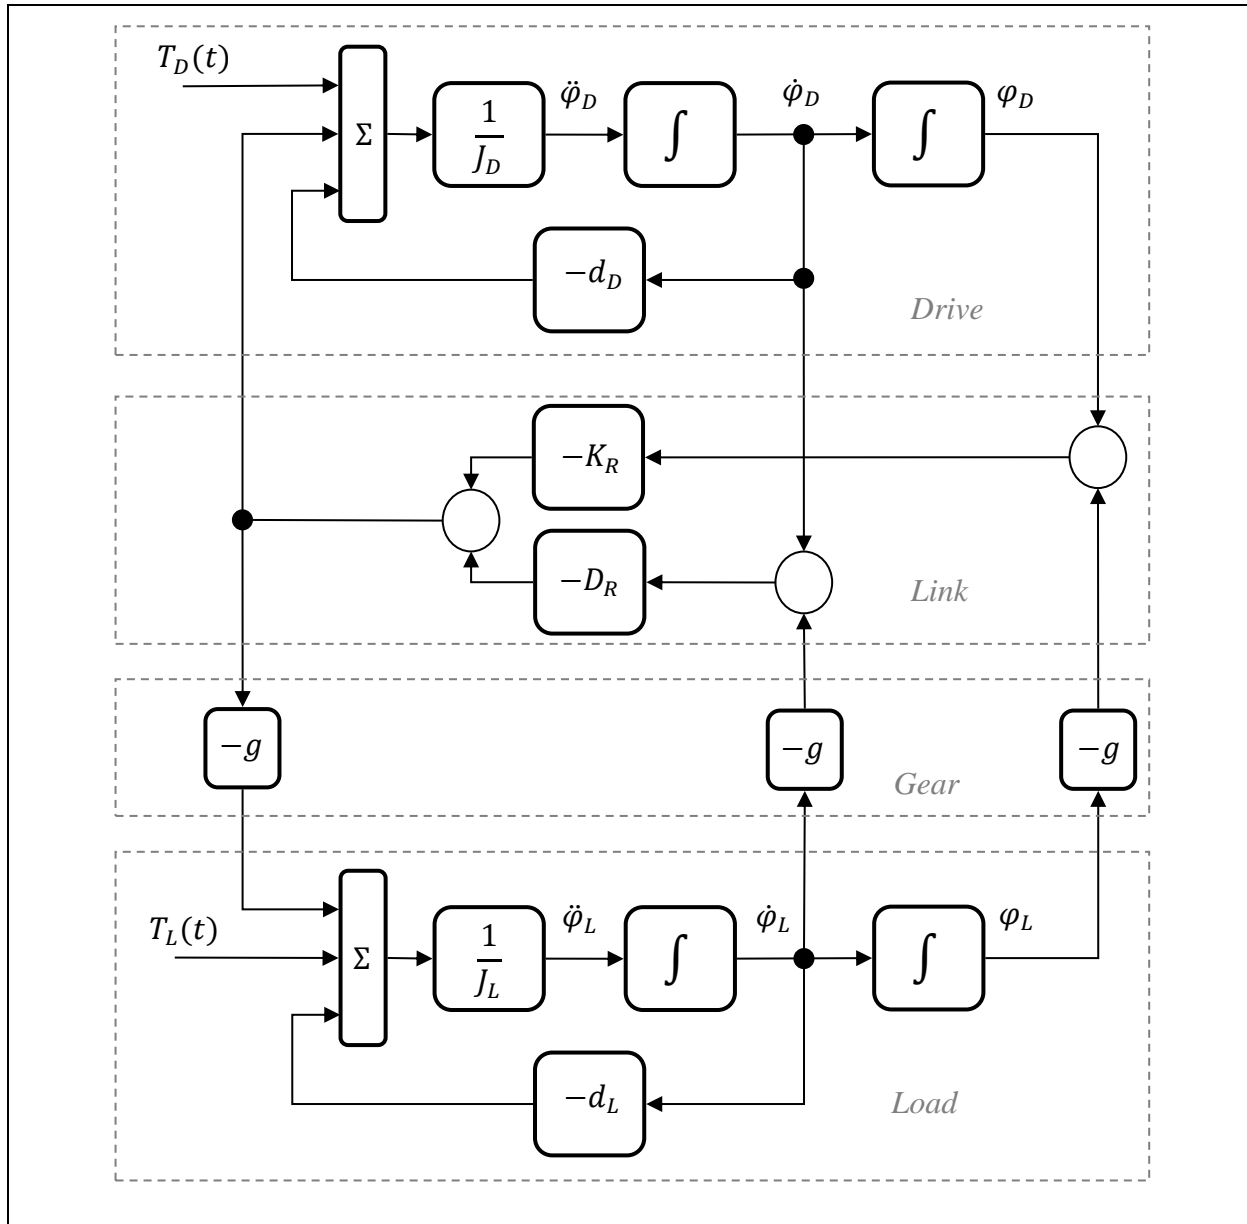 T_D(t)
Σ
1
J_D
φ̈_D
∫
φ̇_D
∫
φ_D
−d_D
Drive
−K_R
−D_R
Link
−g
−g
−g
Gear
T_L(t)
Σ
1
J_L
φ̈_L
∫
φ̇_L
∫
φ_L
−d_L
Load